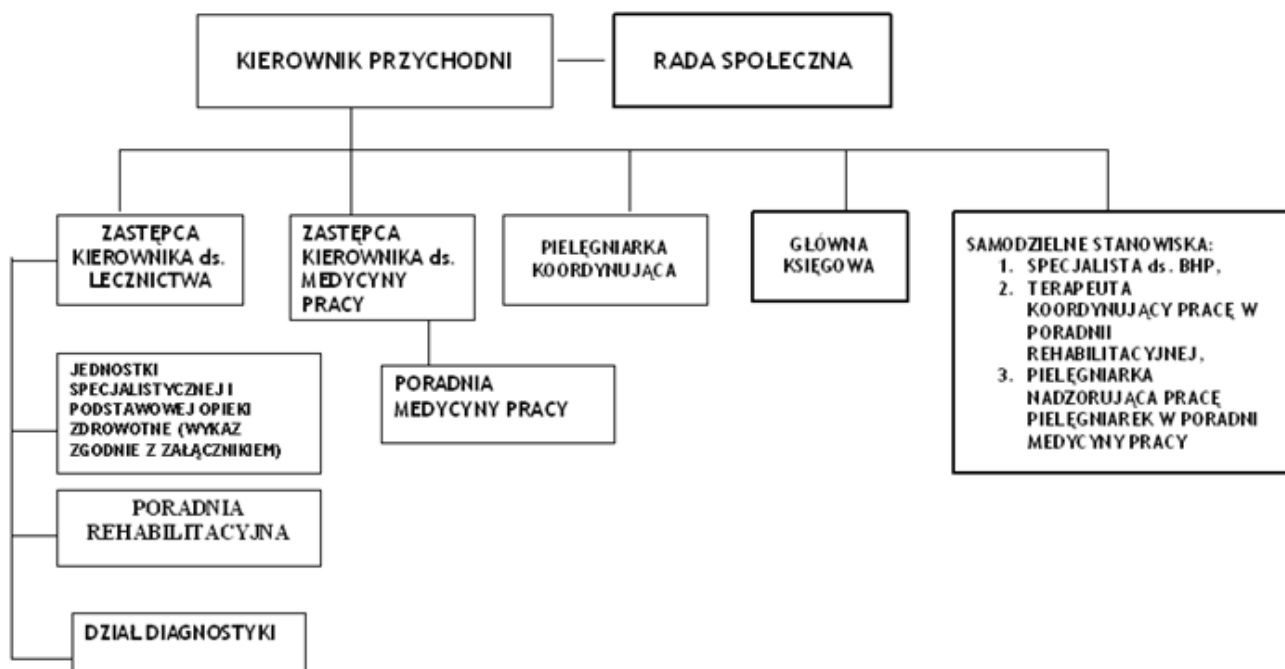 KIEROWNIK PRZYCHODNI
RADA SPOŁECZNA
ZASTĘPCA
KIEROWNIKA ds.
LECZNICTWA
ZASTĘPCA
KIEROWNIKA ds.
MEDYCYNY
PRACY
PIELĘGNIARKA
KOORDYNUJĄCA
GŁÓWNA
KSIĘGOWA
SAMODZIELNE STANOWISKA:
1. SPECJALISTA ds. BHP,
2. TERAPEUTA
KOORDYNUJĄCY PRACĘ W
PORADNII
REHABILITACYJNEJ,
3. PIELĘGNIARKA
NADZORUJĄCA PRACĘ
PIELĘGNIAREK W PORADNI
MEDYCYNY PRACY
JEDNOSTKI
SPECJALISTYCZNEJ I
PODSTAWOWEJ OPIEKI
ZDROWOTNE (WYKAZ
ZGODNIE Z ZAŁĄCZNIKIEM)
PORADNIA
MEDYCYNY PRACY
PORADNIA
REHABILITACYJNA
DZIAŁ DIAGNOSTYKI